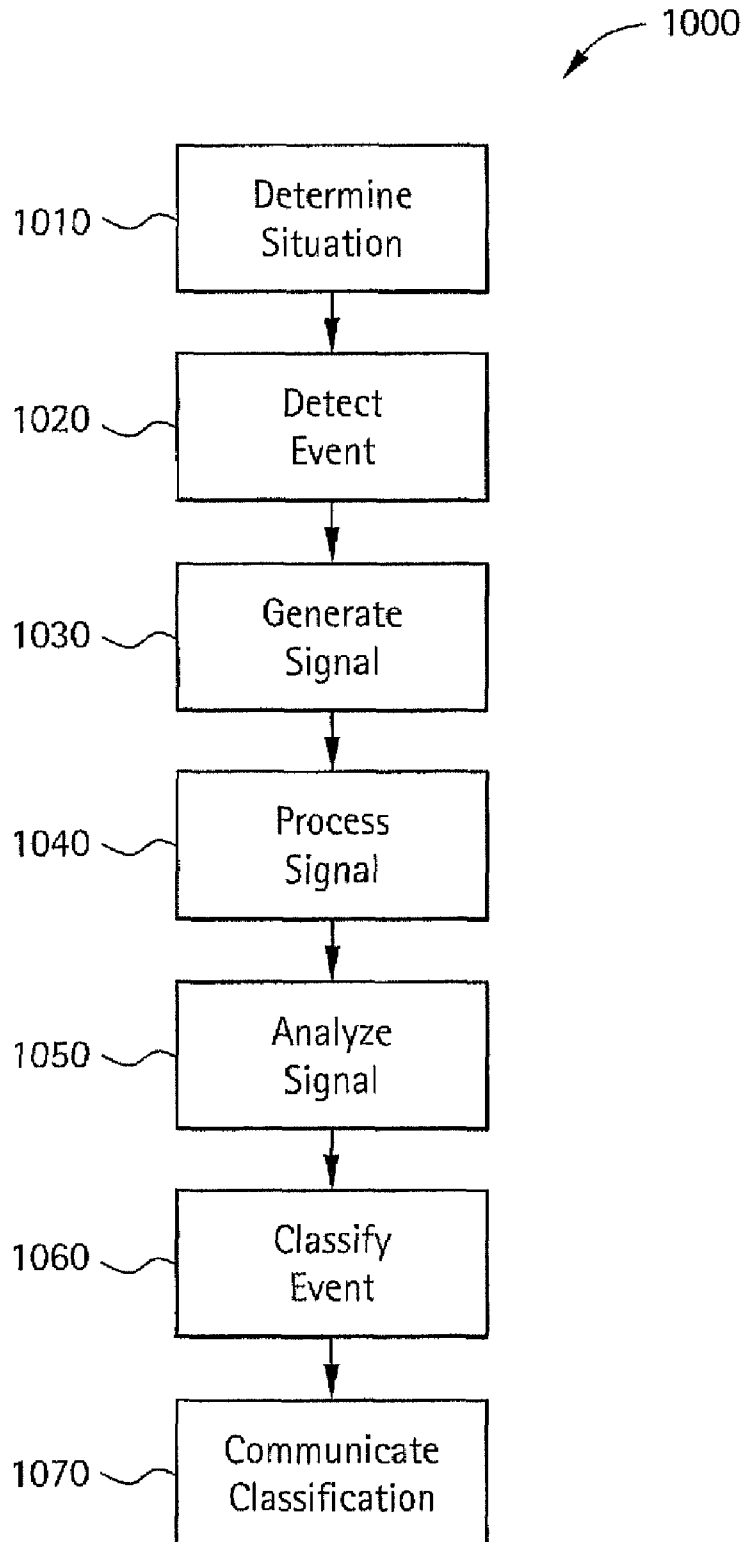 1000
1010
Determine
Situation
1020
Detect
Event
1030
Generate
Signal
1040
Process
Signal
1050
Analyze
Signal
1060
Classify
Event
1070
Communicate
Classification